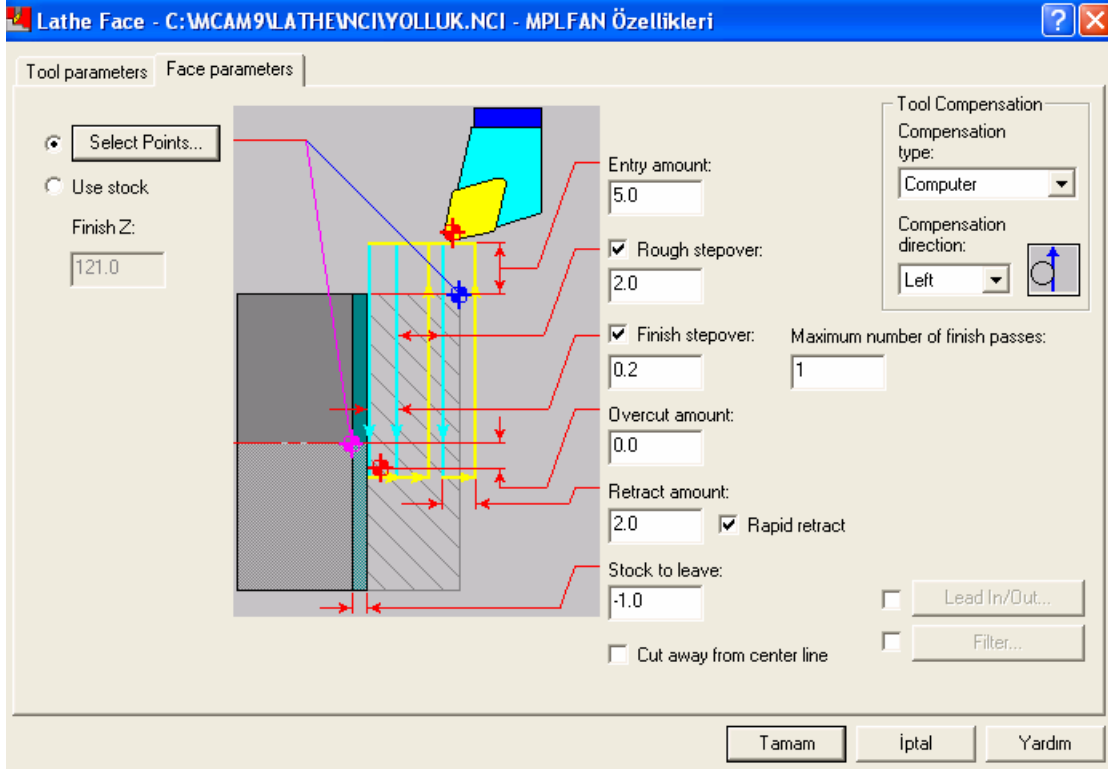 Lathe Face - C:\MCAM9\LATHE\NCI\YOLLUK.NCI - MPLFAN Özellikleri
Tool parameters
Face parameters
Select Points...
Use stock
Finish Z:
121.0
Entry amount:
5.0
Rough stepover:
2.0
Finish stepover:
0.2
Maximum number of finish passes:
1
Overcut amount:
0.0
Retract amount:
2.0
Rapid retract
Stock to leave:
-1.0
Cut away from center line
Tool Compensation
Compensation
type:
Computer
Compensation
direction:
Left
Lead In/Out...
Filter...
Tamam
İptal
Yardım